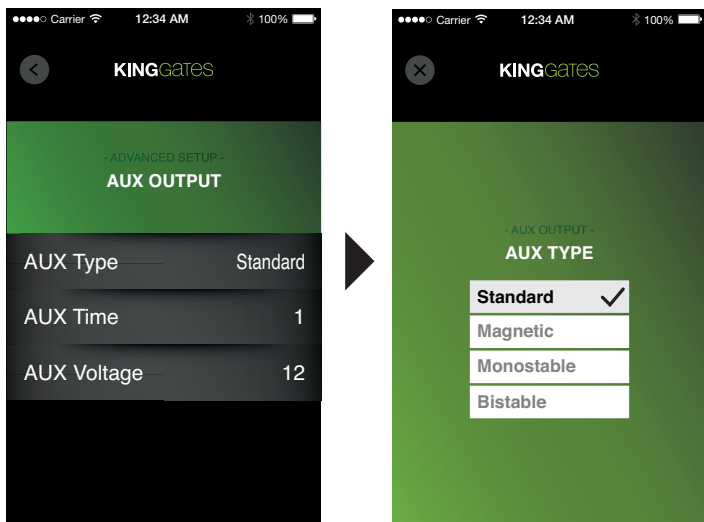 Carrier 12:34 AM 100%
KINGGATES
- ADVANCED SETUP -
AUX OUTPUT
AUX Type Standard
AUX Time 1
AUX Voltage 12
Carrier 12:34 AM 100%
KINGGATES
- AUX OUTPUT -
AUX TYPE
Standard
Magnetic
Monostable
Bistable